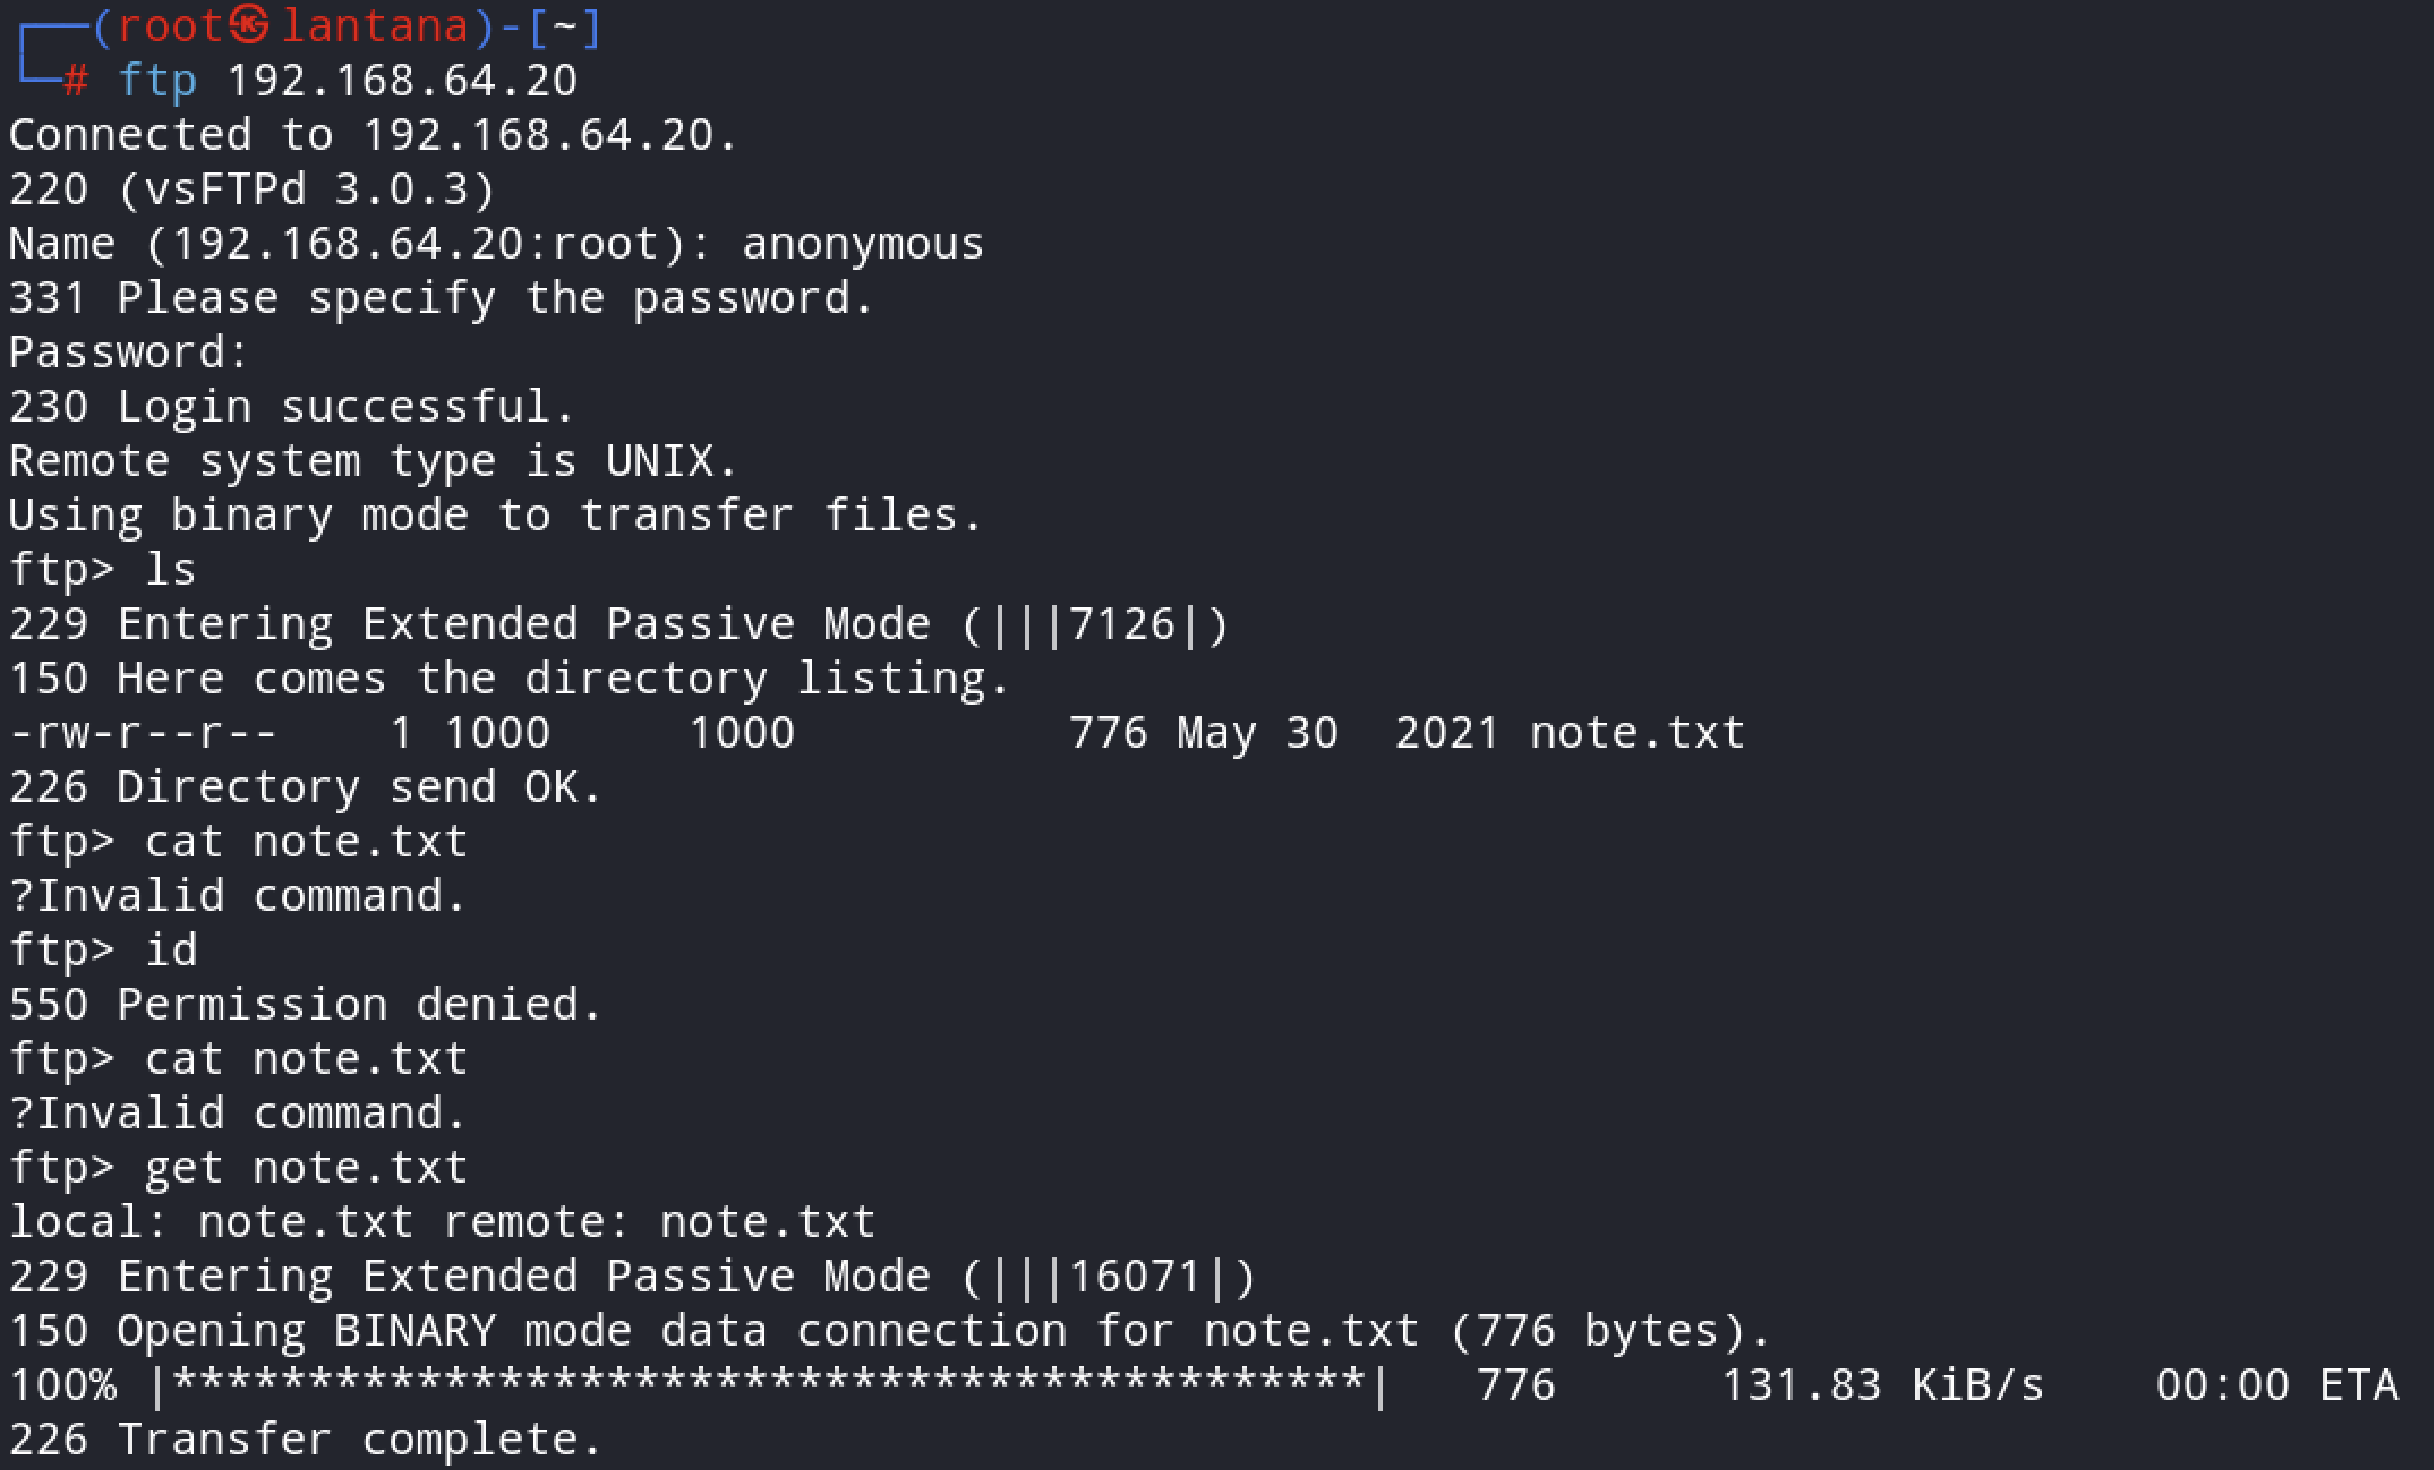 ┌──(root㉿lantana)-[~]
└─# ftp 192.168.64.20
Connected to 192.168.64.20.
220 (vsFTPd 3.0.3)
Name (192.168.64.20:root): anonymous
331 Please specify the password.
Password:
230 Login successful.
Remote system type is UNIX.
Using binary mode to transfer files.
ftp> ls
229 Entering Extended Passive Mode (|||7126|)
150 Here comes the directory listing.
-rw-r--r--    1 1000     1000          776 May 30  2021 note.txt
226 Directory send OK.
ftp> cat note.txt
?Invalid command.
ftp> id
550 Permission denied.
ftp> cat note.txt
?Invalid command.
ftp> get note.txt
local: note.txt remote: note.txt
229 Entering Extended Passive Mode (|||16071|)
150 Opening BINARY mode data connection for note.txt (776 bytes).
100% |********************************************|   776      131.83 KiB/s    00:00 ETA
226 Transfer complete.